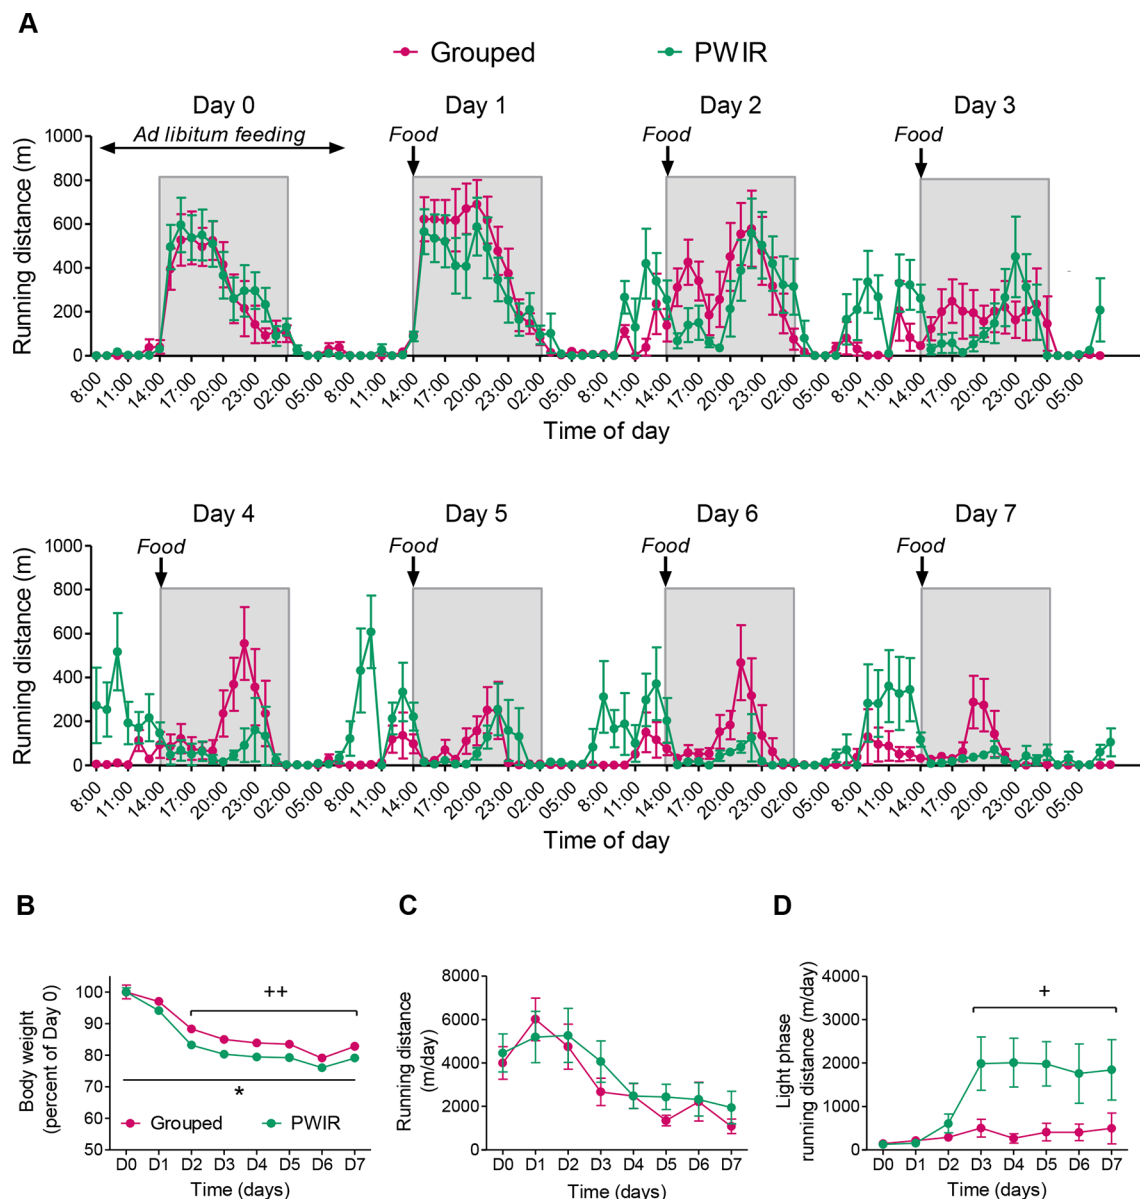 A
Grouped PWIR
Day 0 Day 1 Day 2 Day 3
Ad libitum feeding Food Food Food
Running distance (m)
1000
800
600
400
200
0
8:00 11:00 14:00 17:00 20:00 23:00 02:00 05:00 8:00 11:00 14:00 17:00 20:00 23:00 02:00 05:00 8:00 11:00 14:00 17:00 20:00 23:00 02:00 05:00 8:00 11:00 14:00 17:00 20:00 23:00 02:00 05:00
Time of day
Day 4 Day 5 Day 6 Day 7
Food Food Food Food
Running distance (m)
1000
800
600
400
200
0
8:00 11:00 14:00 17:00 20:00 23:00 02:00 05:00 8:00 11:00 14:00 17:00 20:00 23:00 02:00 05:00 8:00 11:00 14:00 17:00 20:00 23:00 02:00 05:00 8:00 11:00 14:00 17:00 20:00 23:00 02:00 05:00
Time of day
B
Body weight
(percent of Day 0)
100
90
80
70
60
50
++
*
Grouped PWIR
D0 D1 D2 D3 D4 D5 D6 D7
Time (days)
C
Running distance
(m/day)
8000
6000
4000
2000
0
D0 D1 D2 D3 D4 D5 D6 D7
Time (days)
D
Light phase
running distance (m/day)
4000
3000
2000
1000
0
+
D0 D1 D2 D3 D4 D5 D6 D7
Time (days)